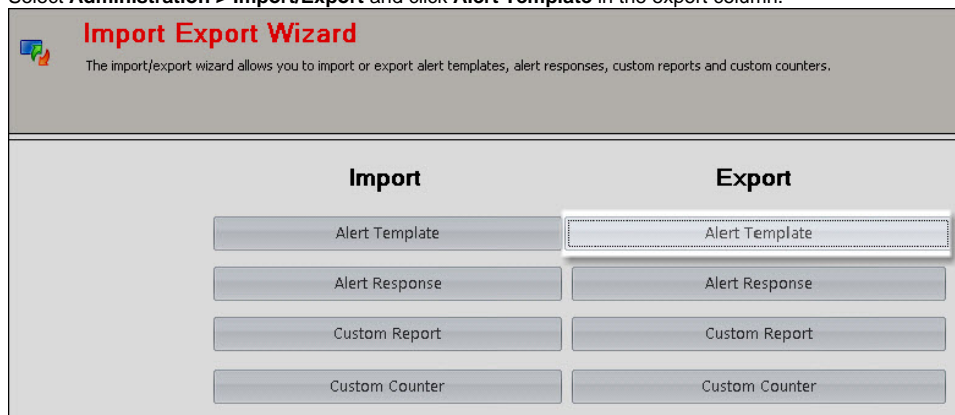 Select Administration > Import/Export and click Alert Template in the export column.
Import Export Wizard
The import/export wizard allows you to import or export alert templates, alert responses, custom reports and custom counters.
Import Export
Alert Template Alert Template
Alert Response Alert Response
Custom Report Custom Report
Custom Counter Custom Counter